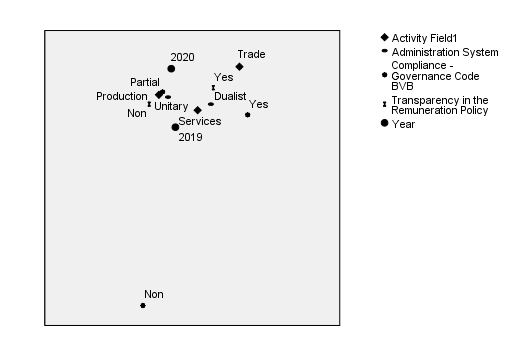 2020
Trade
Partial
Yes
Production
Dualist
Unitary
Yes
Non
Services
2019
Non
Activity Field1
Administration System
Compliance -
Governance Code
BVB
Transparency in the
Remuneration Policy
Year